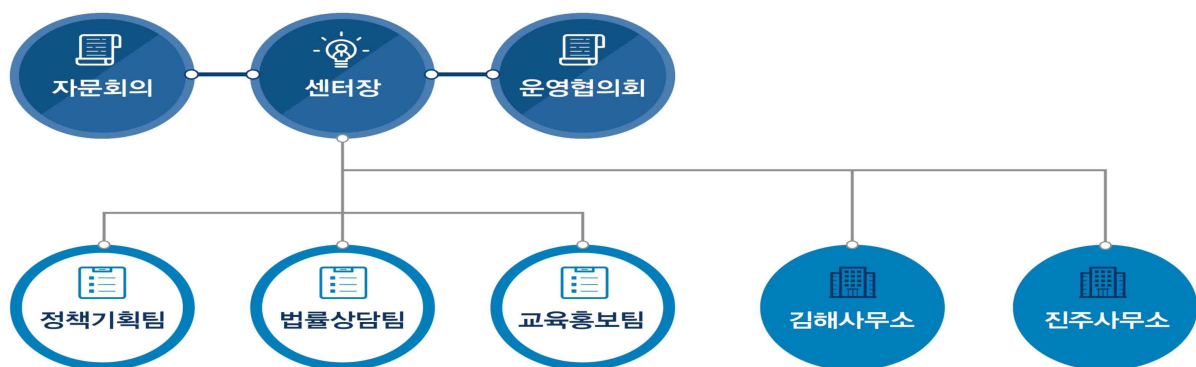 자문회의
센터장
운영협의회
정책기획팀
법률상담팀
교육홍보팀
김해사무소
진주사무소